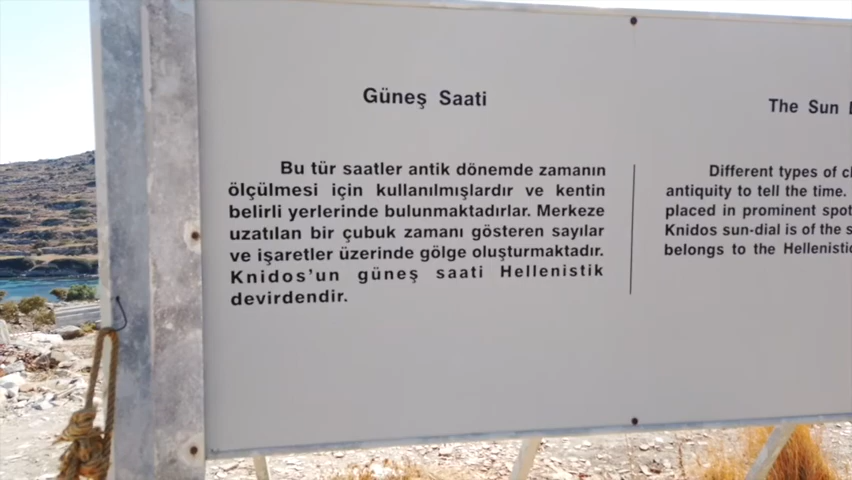 Güneş Saati
Bu tür saatler antik dönemde zamanın
ölçülmesi için kullanılmışlardır ve kentin
belirli yerlerinde bulunmaktadırlar. Merkeze
uzatılan bir çubuk zamanı gösteren sayılar
ve işaretler üzerinde gölge oluşturmaktadır.
Knidos'un güneş saati Hellenistik
devirdendir.
The Sun
Different types of
antiquity to tell the time.
placed in prominent spot
Knidos sun-dial is of the
belongs to the Hellenistic